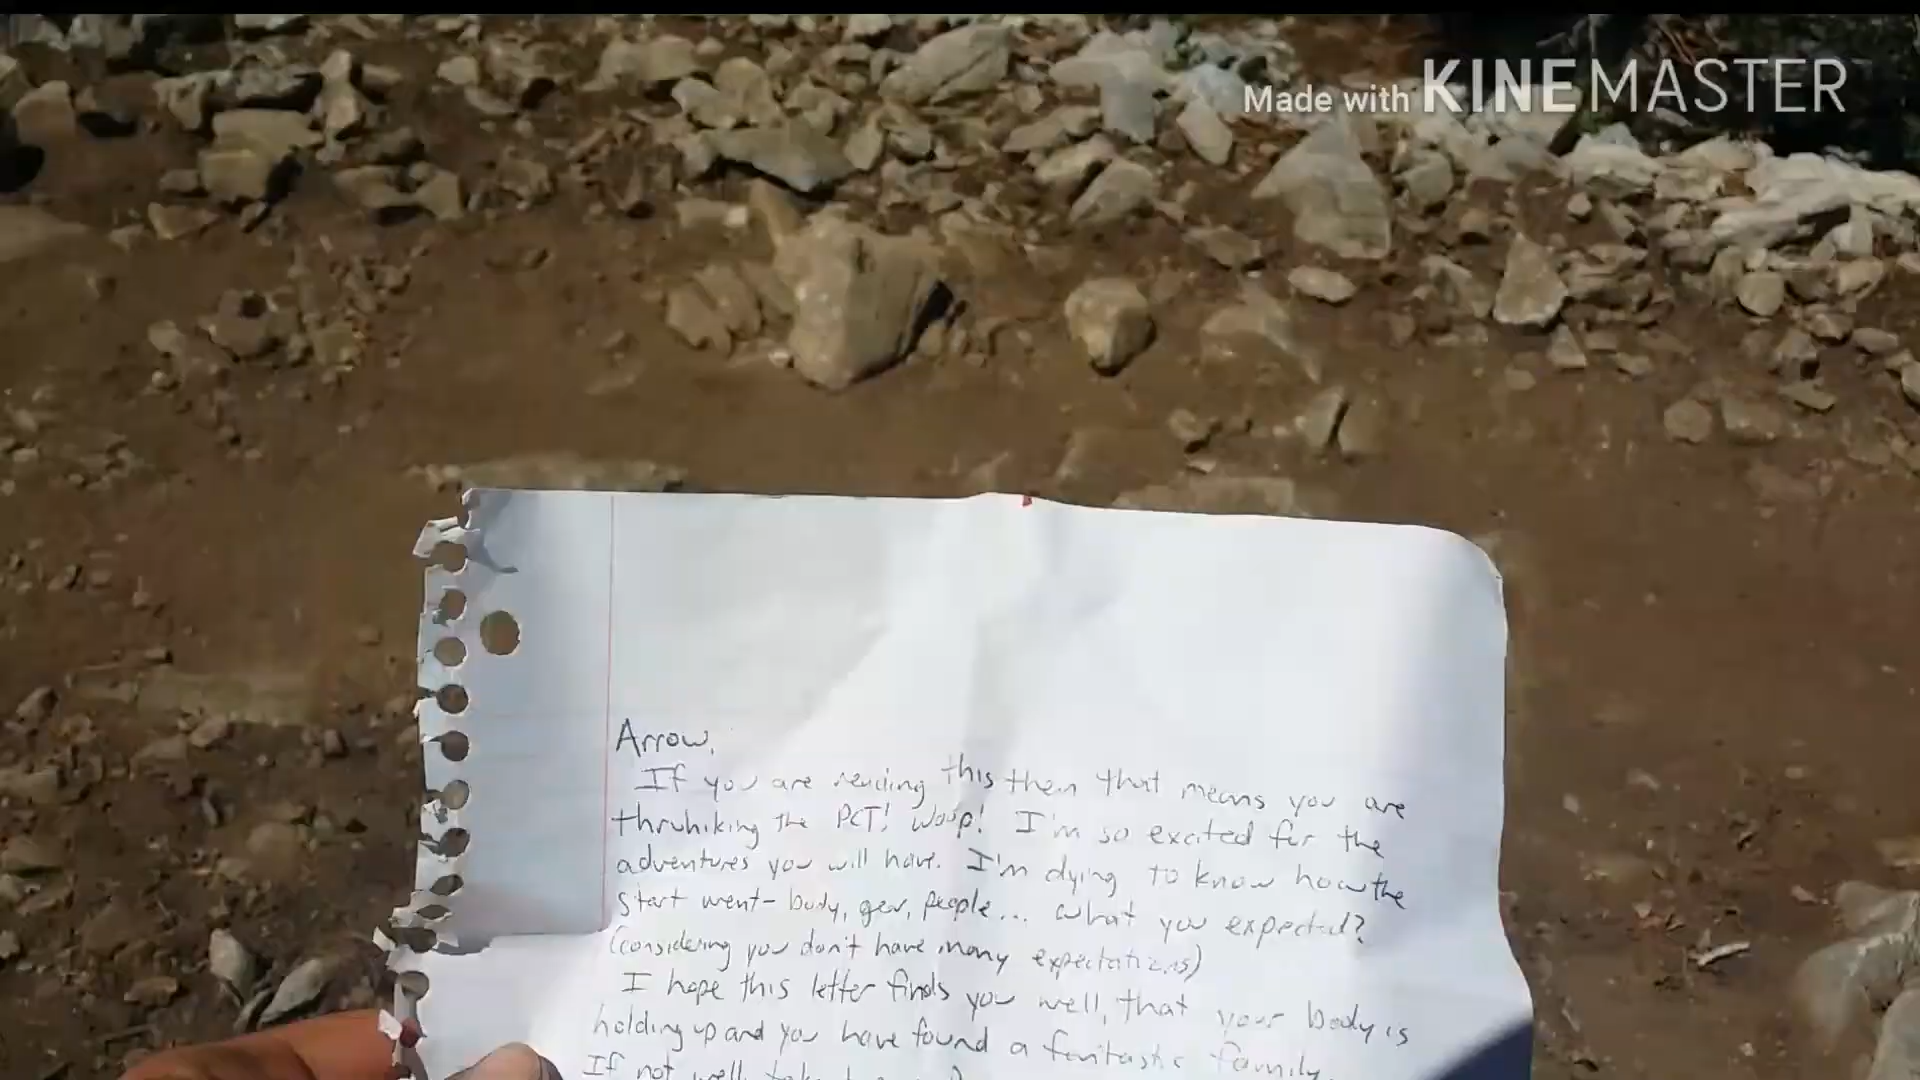 Made with KINEMASTER
Arrow,
If you are reading this then that means you are
thruhiking the PCT! Woop! I'm so excited for the
adventures you will have. I'm dying to know how the
start went - body, gear, people... what you expected?
(considering you don't have many expectations)
I hope this letter finds you well, that your body is
holding up and you have found a fantastic family.
If not well